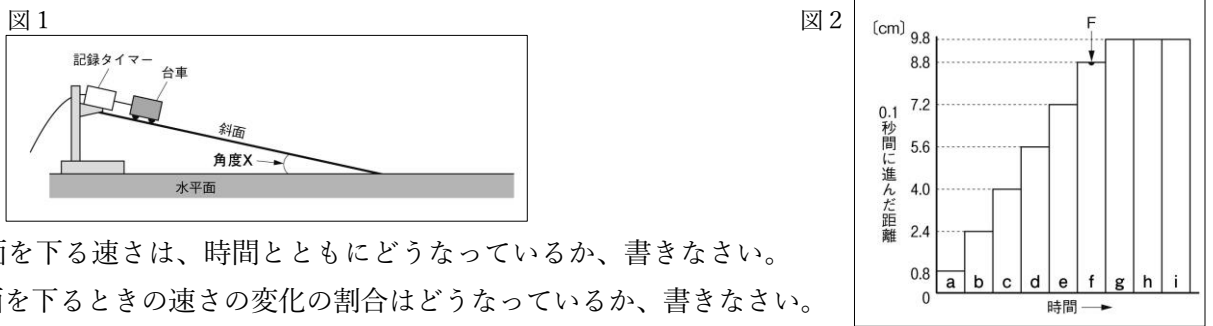 図1
記録タイマー
台車
斜面
角度X
水平面
図2
〔cm〕
F
9.8
8.8
7.2
5.6
4.0
2.4
0.8
0
0.1秒間に進んだ距離
a b c d e f g h i
時間
面を下る速さは、時間とともにどうなっているか、書きなさい。
面を下るときの速さの変化の割合はどうなっているか、書きなさい。